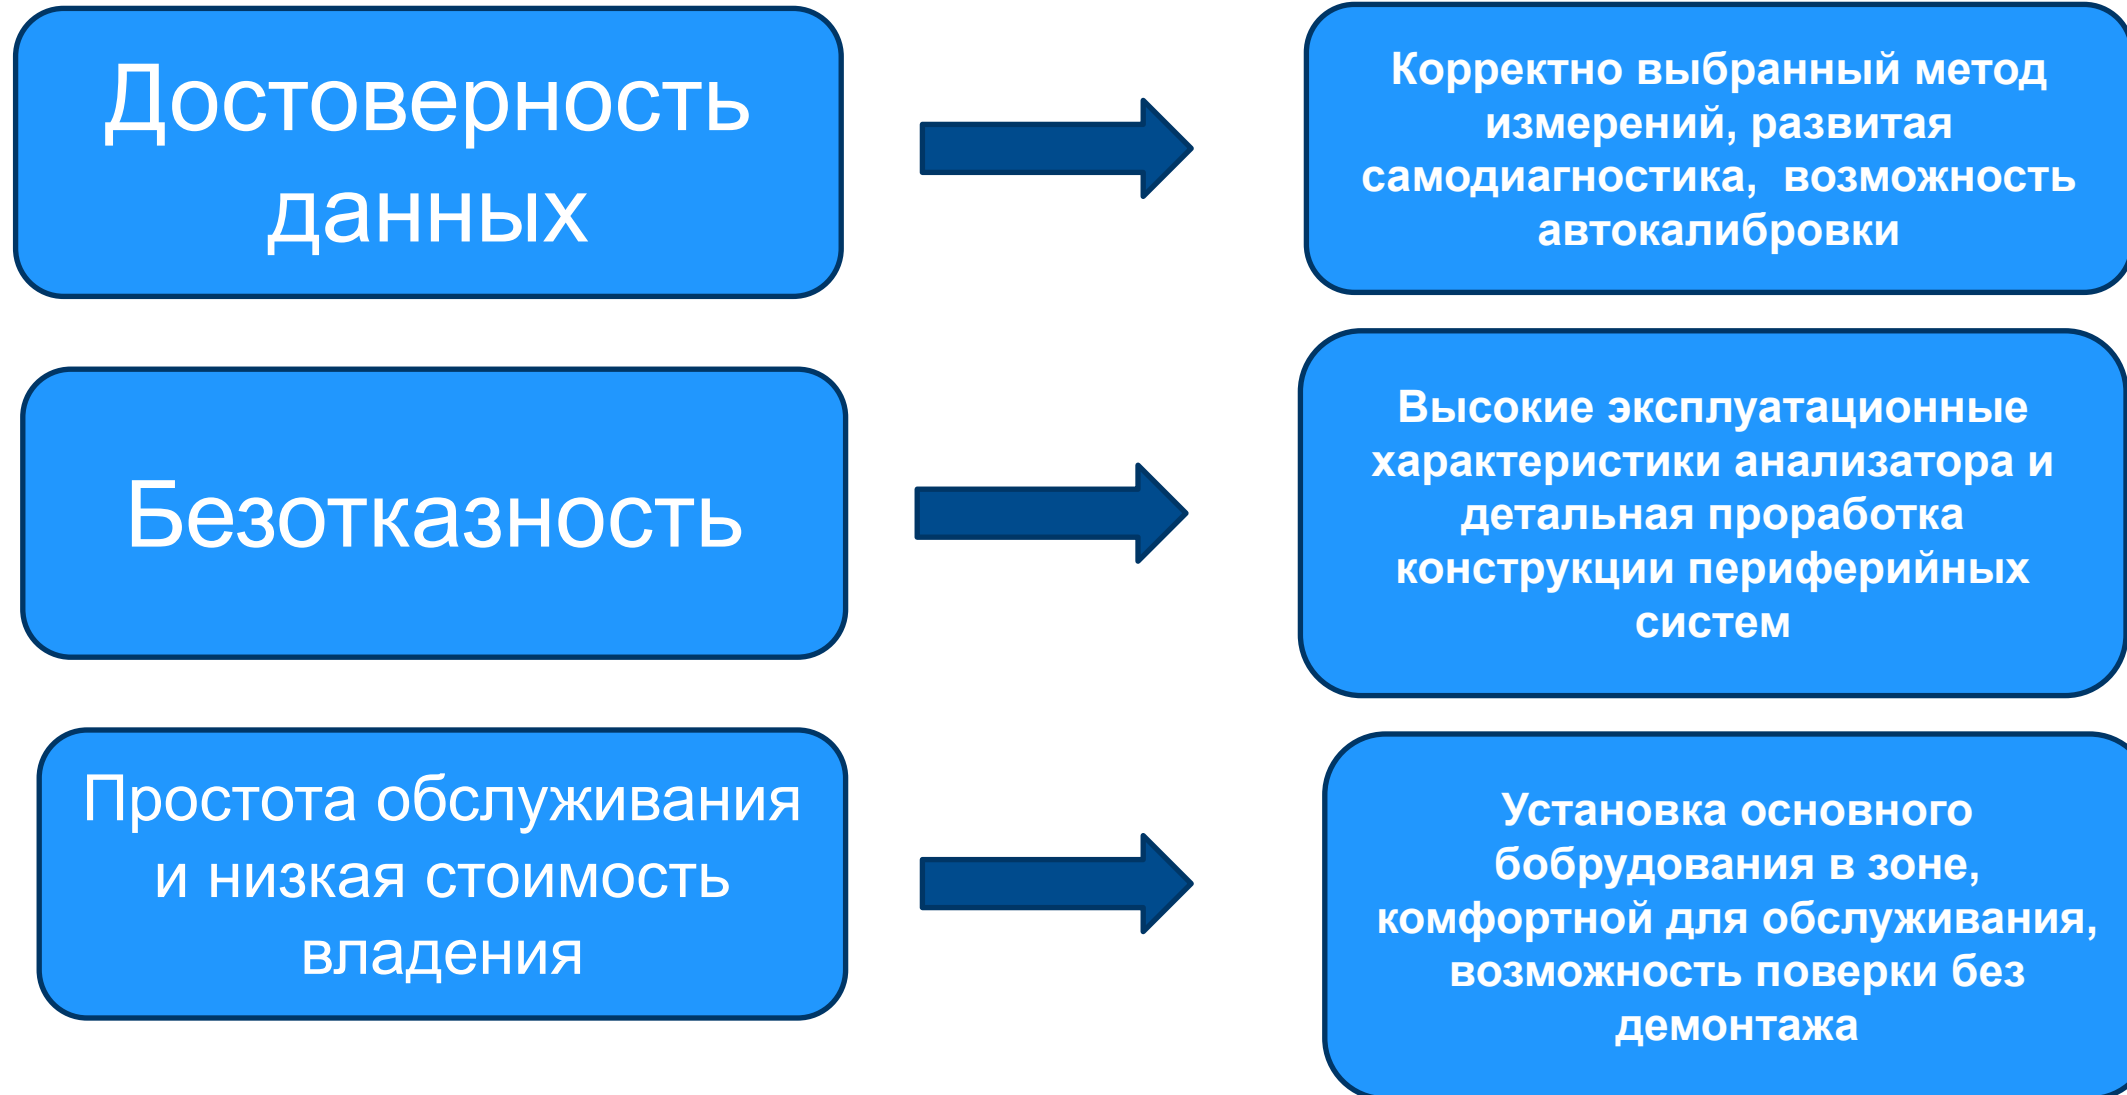 Достоверность
данных
Корректно выбранный метод
измерений, развитая
самодиагностика,  возможность
автокалибровки
Безотказность
Высокие эксплуатационные
характеристики анализатора и
детальная проработка
конструкции периферийных
систем
Простота обслуживания
и низкая стоимость
владения
Установка основного
бобрудования в зоне,
комфортной для обслуживания,
возможность поверки без
демонтажа